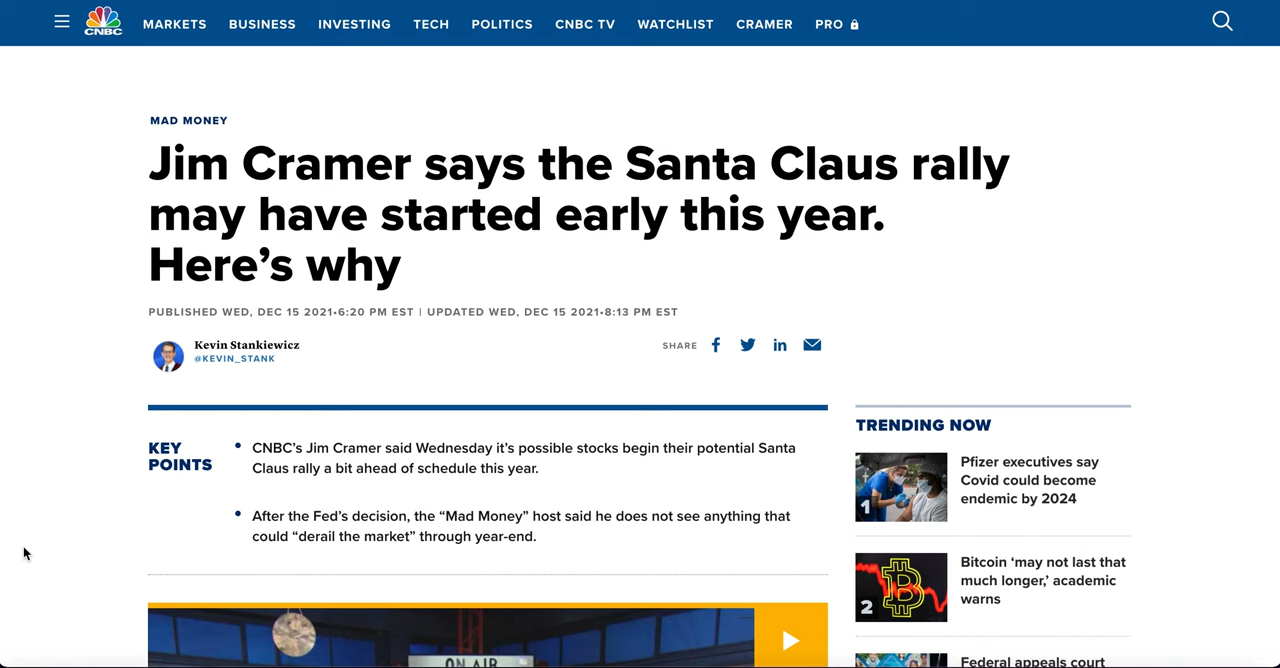 CNBC
MARKETS
BUSINESS
INVESTING
TECH
POLITICS
CNBC TV
WATCHLIST
CRAMER
PRO
MAD MONEY
Jim Cramer says the Santa Claus rally
may have started early this year.
Here’s why
PUBLISHED WED, DEC 15 2021•6:20 PM EST | UPDATED WED, DEC 15 2021•8:13 PM EST
Kevin Stankiewicz
@KEVIN_STANK
SHARE
KEY
POINTS
CNBC’s Jim Cramer said Wednesday it’s possible stocks begin their potential Santa
Claus rally a bit ahead of schedule this year.
After the Fed’s decision, the “Mad Money” host said he does not see anything that
could “derail the market” through year-end.
ON AIR
TRENDING NOW
1
Pfizer executives say
Covid could become
endemic by 2024
2
Bitcoin ‘may not last that
much longer,’ academic
warns
Federal appeals court